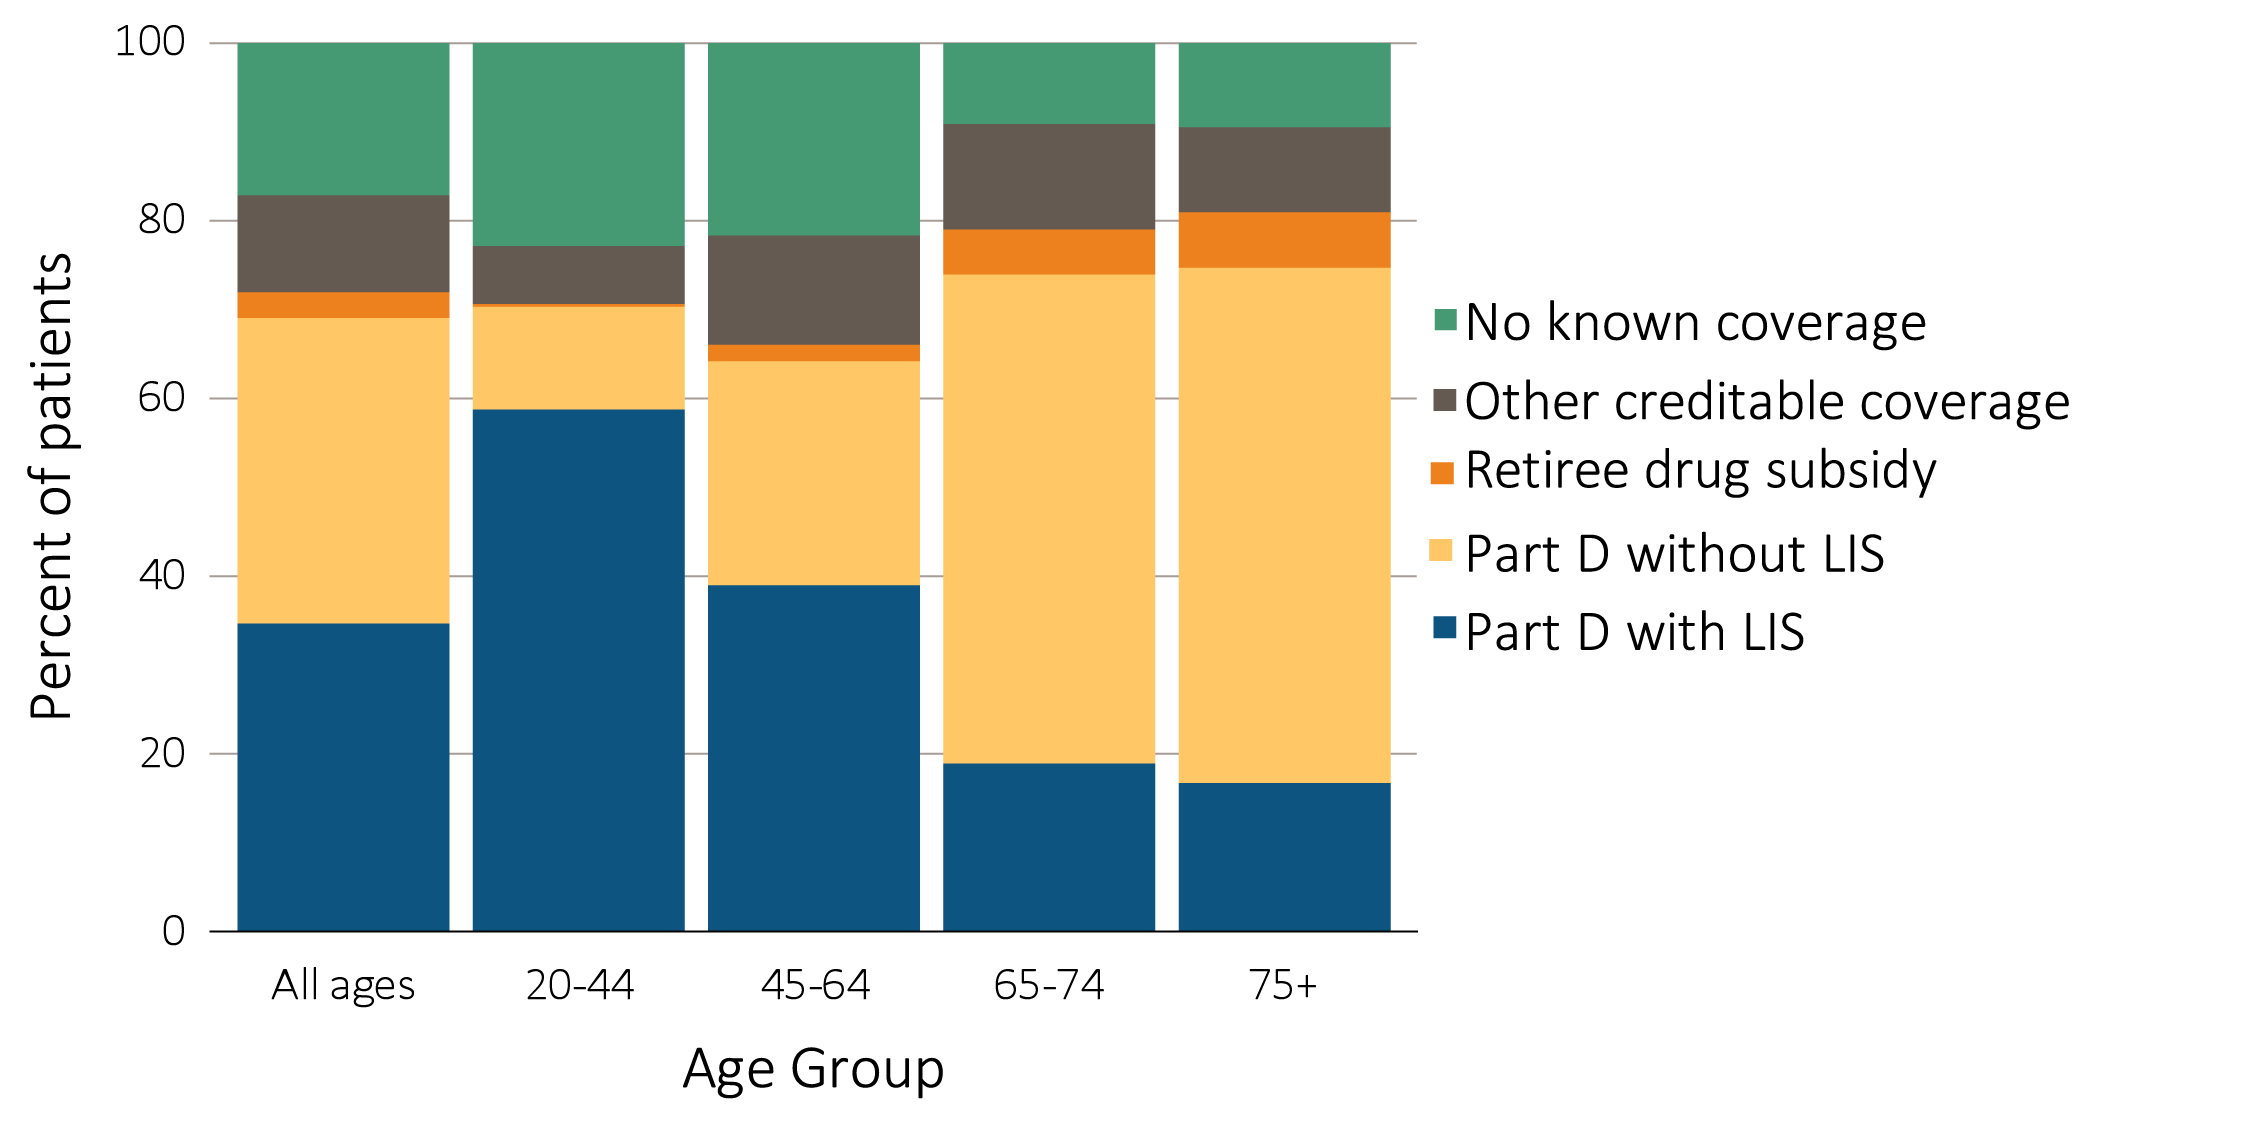 100
80
60
40
20
0
Percent of patients
All ages
20-44
45-64
65-74
75+
Age Group
No known coverage
Other creditable coverage
Retiree drug subsidy
Part D without LIS
Part D with LIS